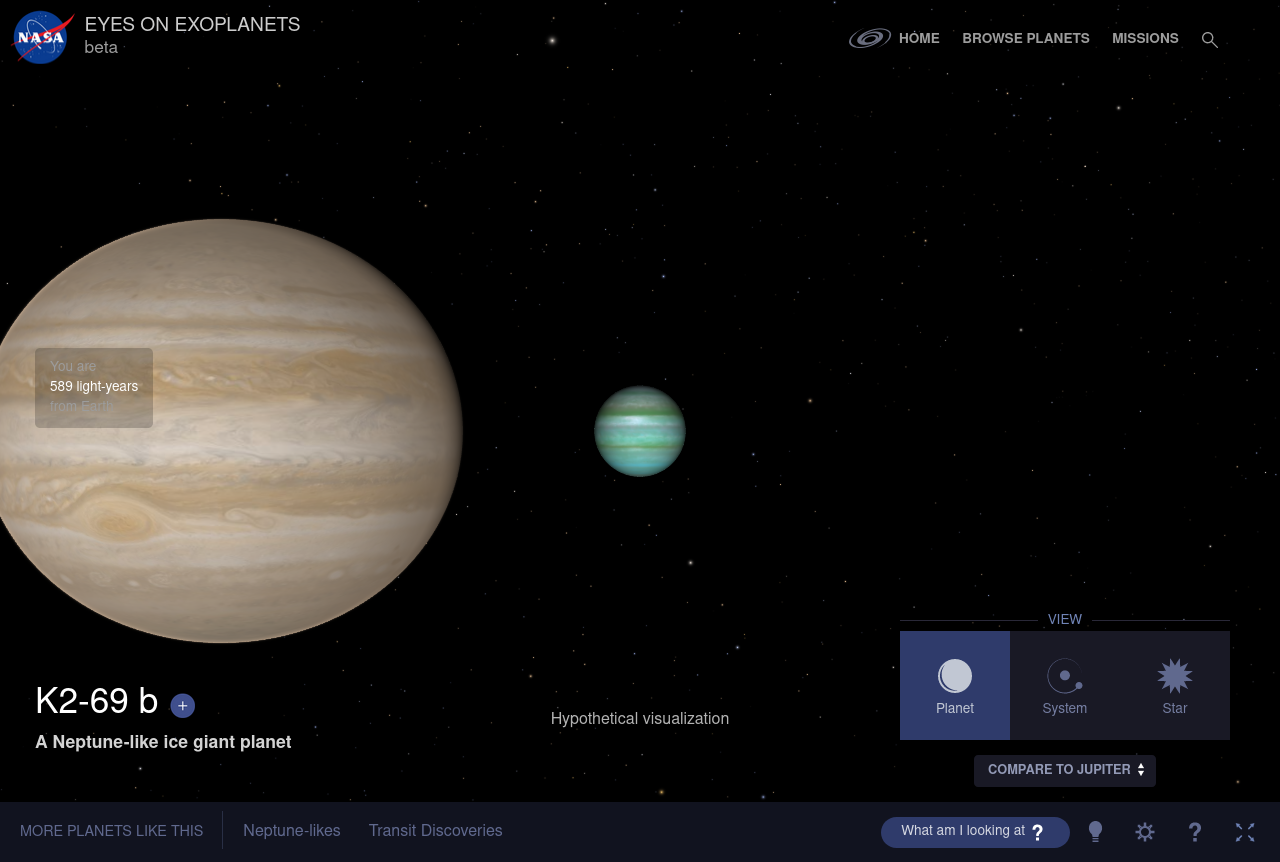 NASA
EYES ON EXOPLANETS
beta
HOME
BROWSE PLANETS
MISSIONS
You are
589 light-years
from Earth
VIEW
Planet
System
Star
K2-69 b +
A Neptune-like ice giant planet
Hypothetical visualization
COMPARE TO JUPITER
MORE PLANETS LIKE THIS
Neptune-likes
Transit Discoveries
What am I looking at ?
?